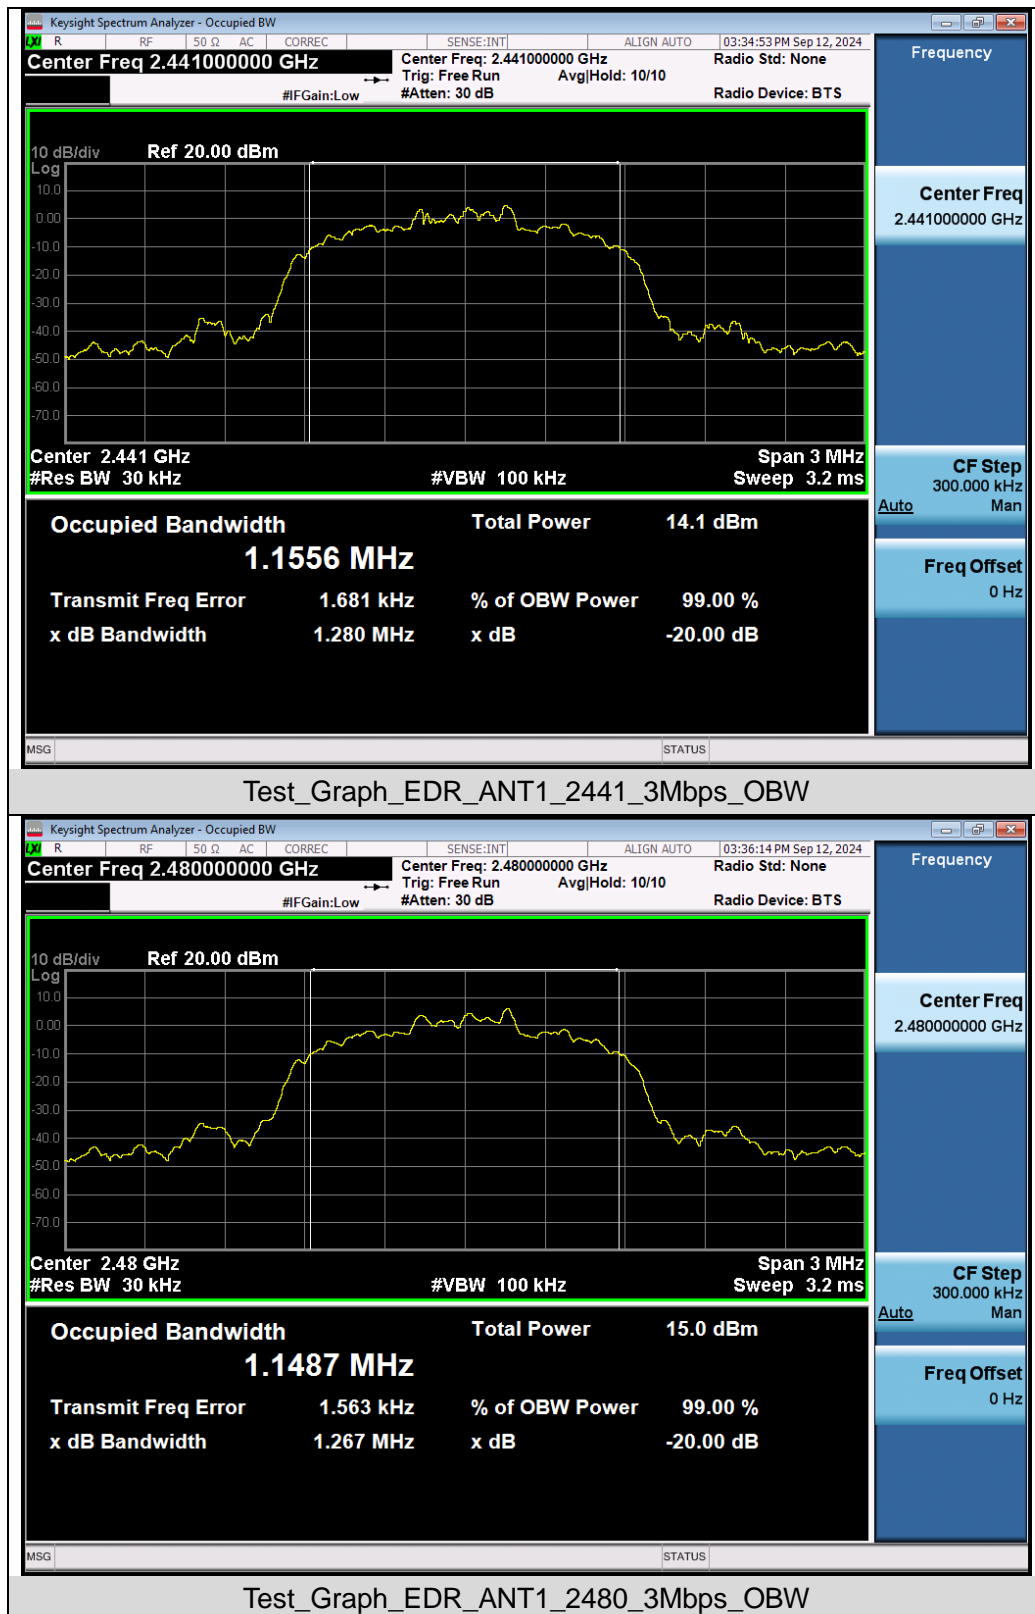 Keysight Spectrum Analyzer - Occupied BW
LXI R RF 50 Ω AC CORREC SENSE:INT ALIGN AUTO 03:34:53 PM Sep 12, 2024
Center Freq 2.441000000 GHz Center Freq: 2.441000000 GHz Radio Std: None
Trig: Free Run Avg|Hold: 10/10
#IFGain:Low #Atten: 30 dB Radio Device: BTS
Frequency
10 dB/div Ref 20.00 dBm
Log
10.0
0.00
-10.0
-20.0
-30.0
-40.0
-50.0
-60.0
-70.0
Center 2.441 GHz Span 3 MHz
#Res BW 30 kHz #VBW 100 kHz Sweep 3.2 ms
Center Freq
2.441000000 GHz
CF Step
300.000 kHz
Auto Man
Freq Offset
0 Hz
Occupied Bandwidth Total Power 14.1 dBm
1.1556 MHz
Transmit Freq Error 1.681 kHz % of OBW Power 99.00 %
x dB Bandwidth 1.280 MHz x dB -20.00 dB
MSG STATUS
Test_Graph_EDR_ANT1_2441_3Mbps_OBW
Keysight Spectrum Analyzer - Occupied BW
LXI R RF 50 Ω AC CORREC SENSE:INT ALIGN AUTO 03:36:14 PM Sep 12, 2024
Center Freq 2.480000000 GHz Center Freq: 2.480000000 GHz Radio Std: None
Trig: Free Run Avg|Hold: 10/10
#IFGain:Low #Atten: 30 dB Radio Device: BTS
Frequency
10 dB/div Ref 20.00 dBm
Log
10.0
0.00
-10.0
-20.0
-30.0
-40.0
-50.0
-60.0
-70.0
Center 2.48 GHz Span 3 MHz
#Res BW 30 kHz #VBW 100 kHz Sweep 3.2 ms
Center Freq
2.480000000 GHz
CF Step
300.000 kHz
Auto Man
Freq Offset
0 Hz
Occupied Bandwidth Total Power 15.0 dBm
1.1487 MHz
Transmit Freq Error 1.563 kHz % of OBW Power 99.00 %
x dB Bandwidth 1.267 MHz x dB -20.00 dB
MSG STATUS
Test_Graph_EDR_ANT1_2480_3Mbps_OBW